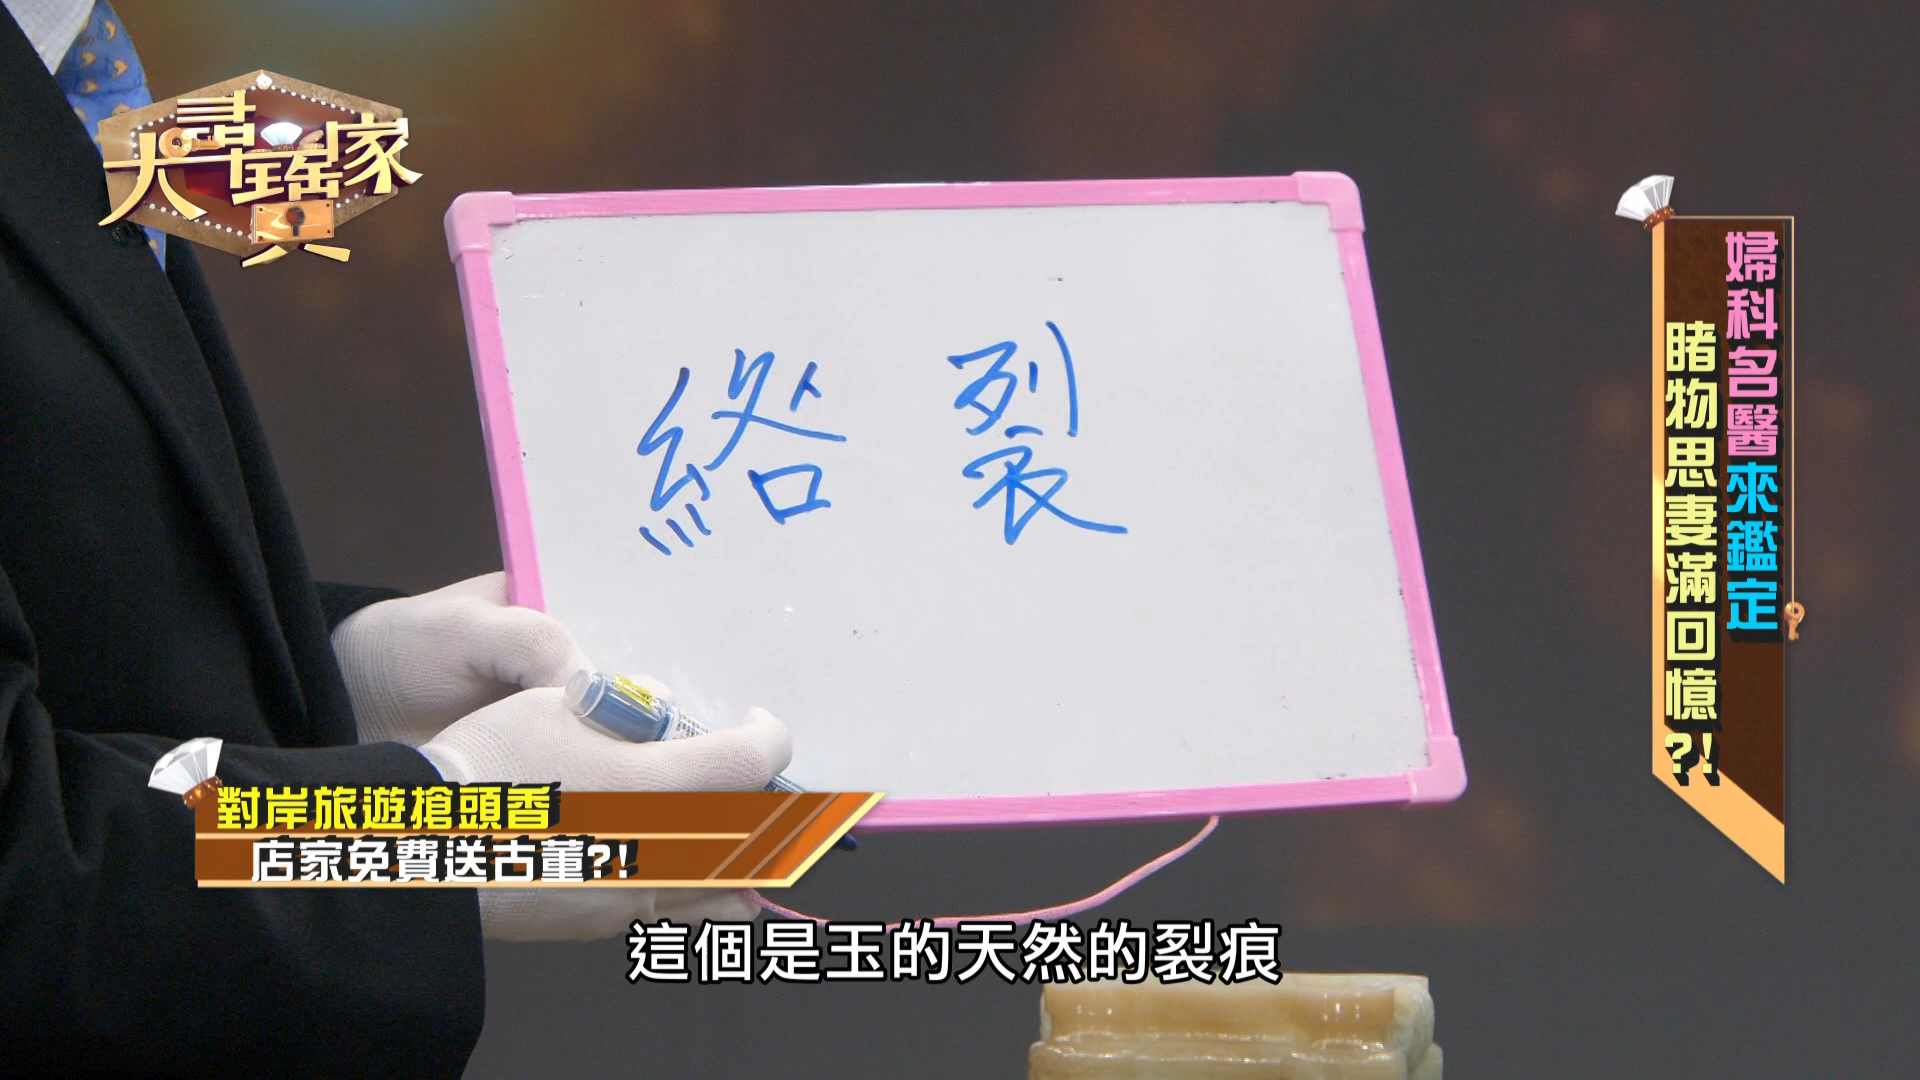 大尋寶家
綹裂
婦科名醫來鑑定
睹物思妻滿回憶?!
對岸旅遊搶頭香
店家免費送古董?!
這個是玉的天然的裂痕